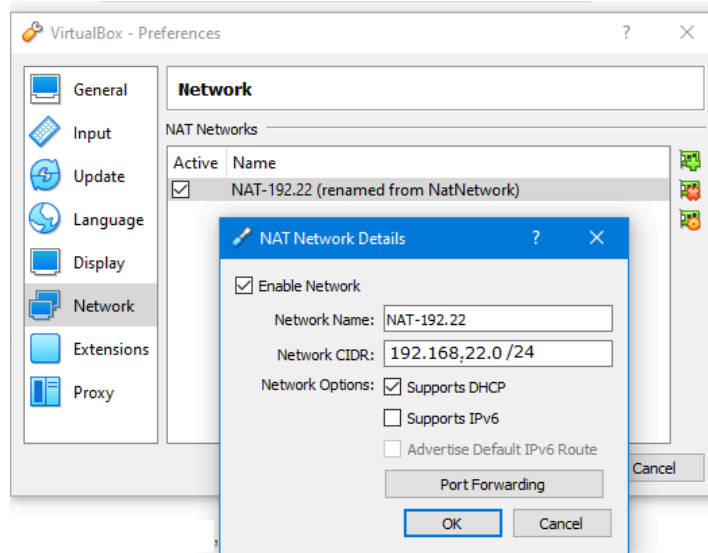 VirtualBox - Preferences ?
General
Input
Update
Language
Display
Network
Extensions
Proxy
Network
NAT Networks
Active Name
NAT-192.22 (renamed from NatNetwork)
NAT Network Details ?
Enable Network
Network Name: NAT-192.22
Network CIDR: 192.168,22.0 /24
Network Options: Supports DHCP
Supports IPv6
Advertise Default IPv6 Route
Port Forwarding
OK Cancel
Cancel
,